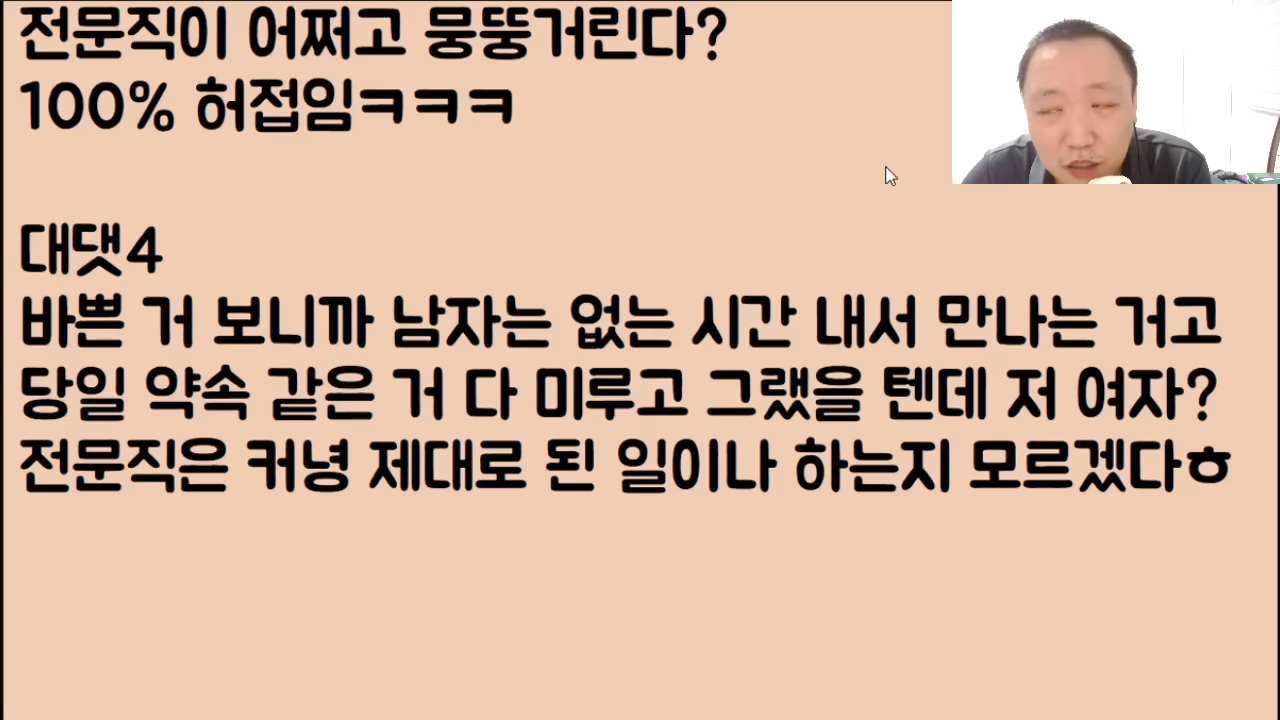 전문직이 어쩌고 뭉뚱거린다?
100% 허접임ㅋㅋㅋ
대댓4
바쁜 거 보니까 남자는 없는 시간 내서 만나는 거고
당일 약속 같은 거 다 미루고 그랬을 텐데 저 여자?
전문직은 커녕 제대로 된 일이나 하는지 모르겠다ㅎ